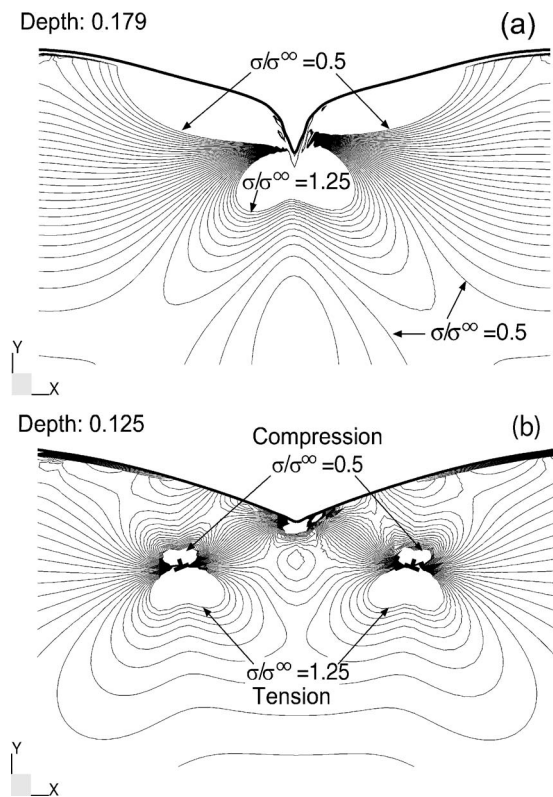 Depth: 0.179
(a)
σ/σ∞ =0.5
σ/σ∞ =1.25
σ/σ∞ =0.5
Y
X
Depth: 0.125
(b)
Compression
σ/σ∞ =0.5
σ/σ∞ =1.25
Tension
Y
X